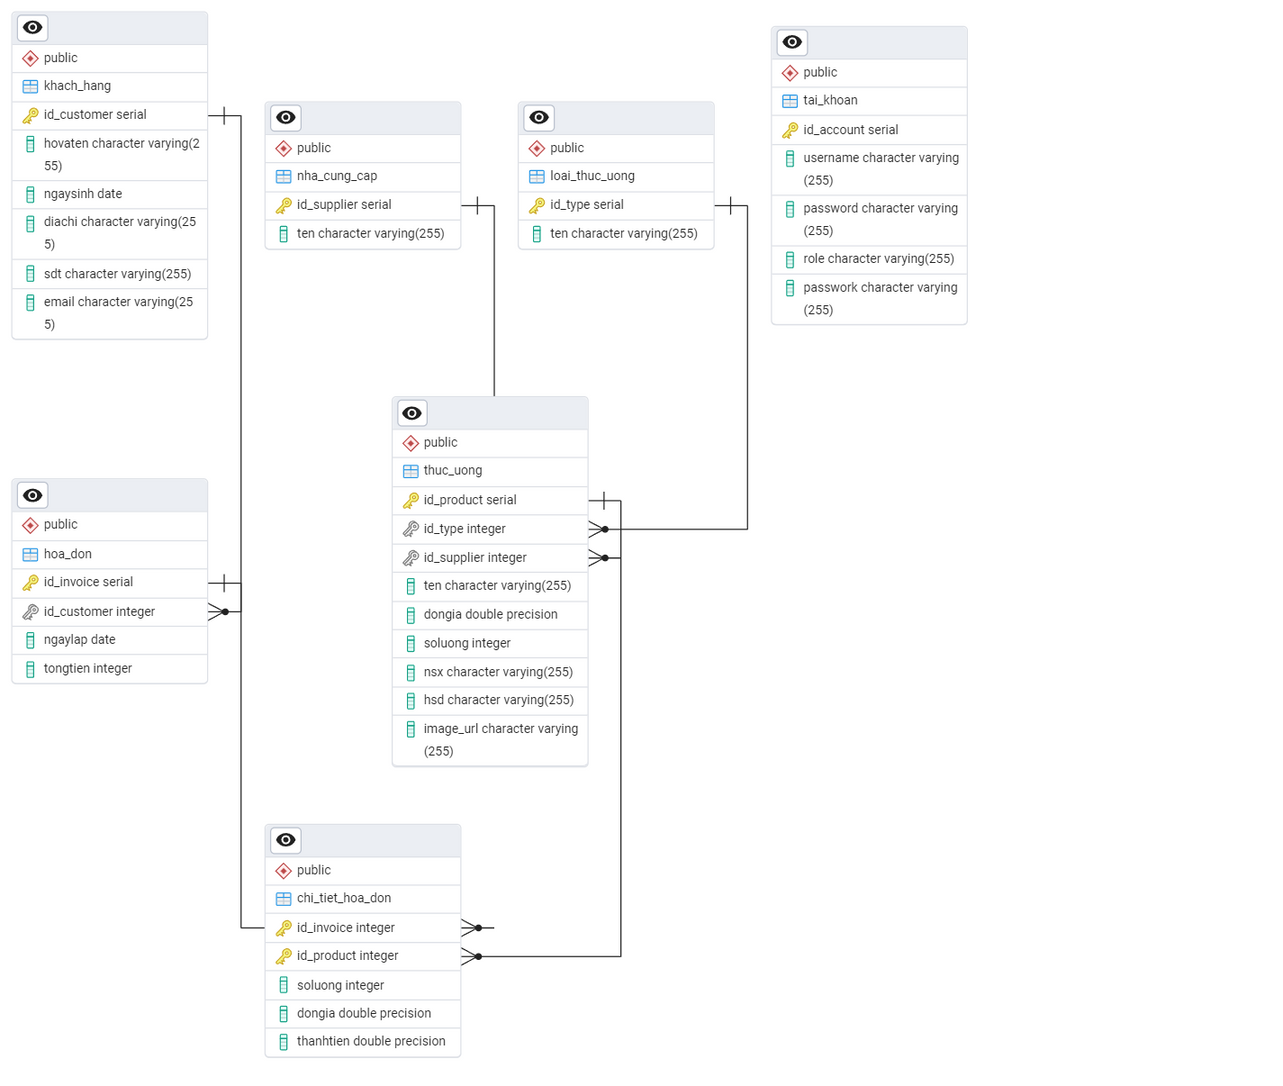 public
khach_hang
id_customer serial
hovaten character varying(2
55)
ngaysinh date
diachi character varying(25
5)
sdt character varying(255)
email character varying(25
5)
public
nha_cung_cap
id_supplier serial
ten character varying(255)
public
loai_thuc_uong
id_type serial
ten character varying(255)
public
tai_khoan
id_account serial
username character varying
(255)
password character varying
(255)
role character varying(255)
passwork character varying
(255)
public
hoa_don
id_invoice serial
id_customer integer
ngaylap date
tongtien integer
public
thuc_uong
id_product serial
id_type integer
id_supplier integer
ten character varying(255)
dongia double precision
soluong integer
nsx character varying(255)
hsd character varying(255)
image_url character varying
(255)
public
chi_tiet_hoa_don
id_invoice integer
id_product integer
soluong integer
dongia double precision
thanhtien double precision